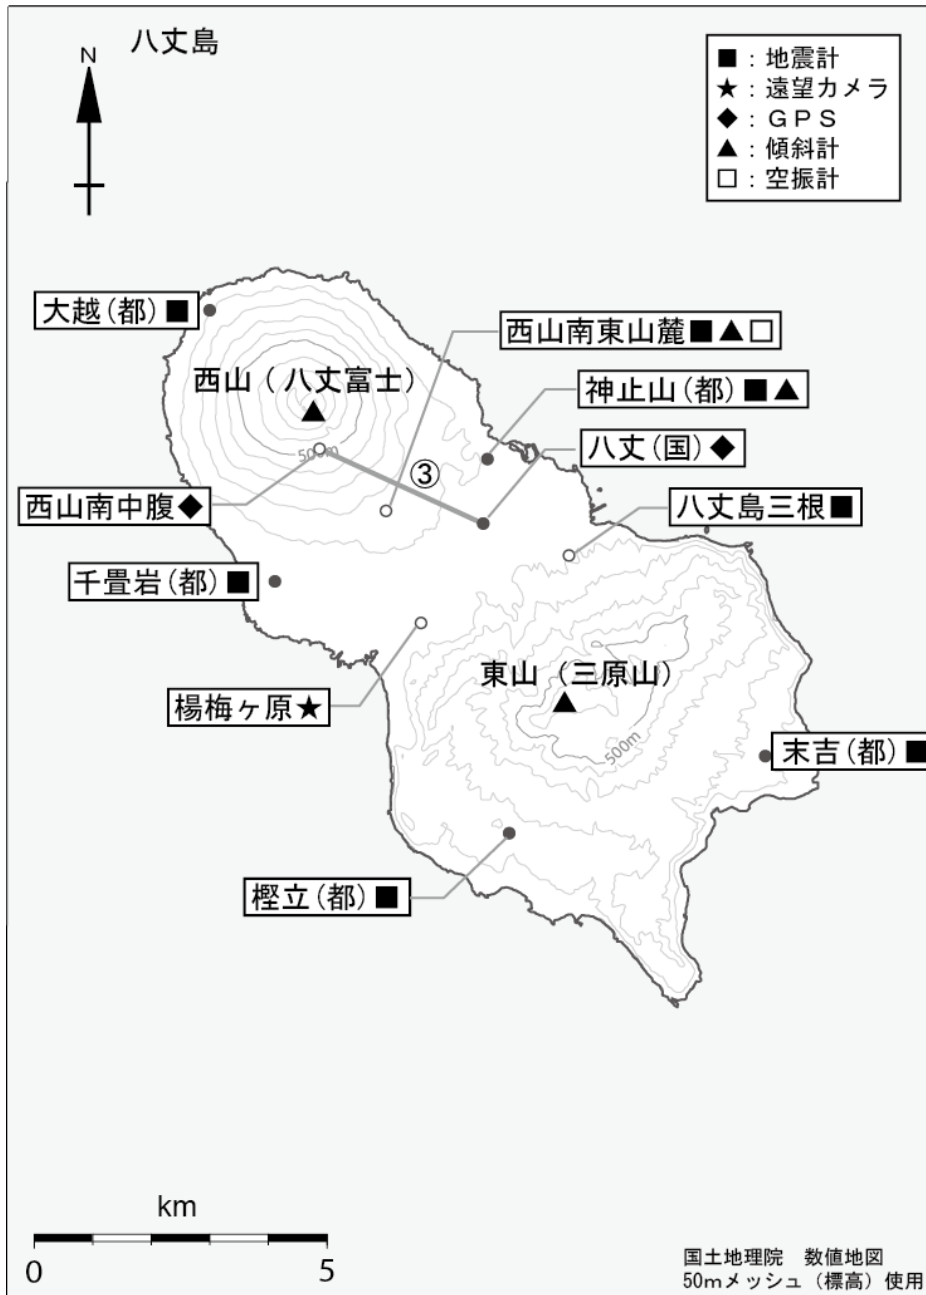 八丈島
N
■：地震計
★：遠望カメラ
◆：ＧＰＳ
▲：傾斜計
□：空振計
大越(都)■
西山南東山麓■▲□
西山（八丈富士）
神止山(都)■▲
500m
③
八丈(国)◆
西山南中腹◆
八丈島三根■
千畳岩(都)■
東山（三原山）
楊梅ヶ原★
500m
末吉(都)■
樫立(都)■
km
0 5
国土地理院　数値地図
50mメッシュ（標高）使用